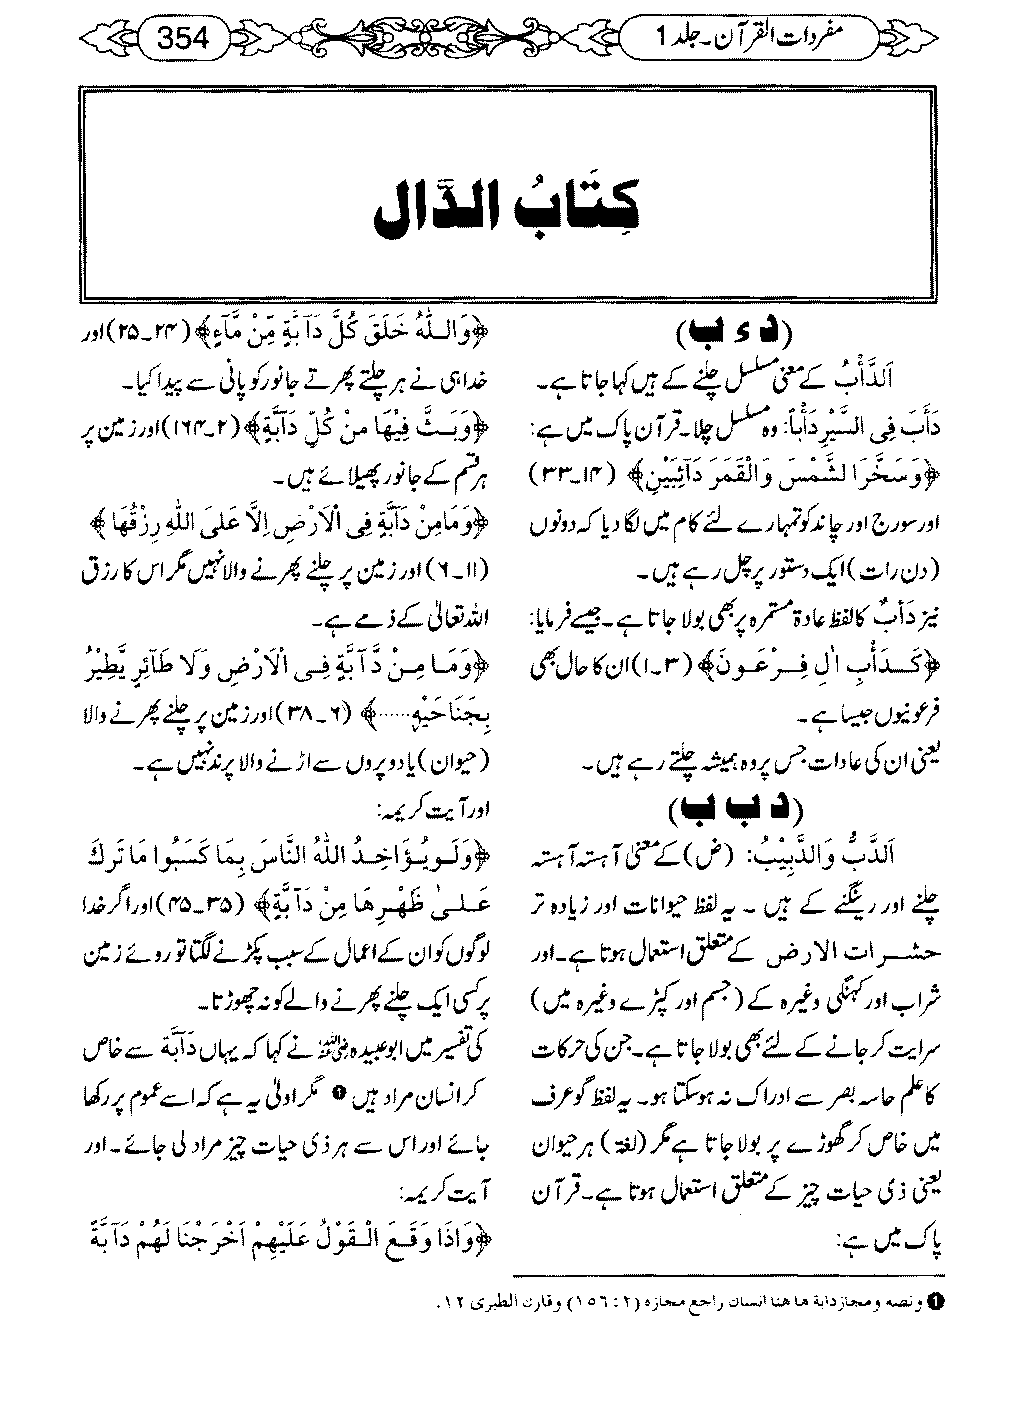 مفردات القرآن۔ جلد 1
354
كِتَابُ الدَّال
(د ء ب)
اَلدَّأْبُ کے معنی مسلسل چلنے کے ہیں کہا جاتا ہے۔
دَأَبَ فِی السَّیْرِ دَأْباً: وہ مسلسل چلا۔ قرآن پاک میں ہے:
﴿وَسَخَّرَ الشَّمْسَ وَالْقَمَرَ دَآئِبَيْنِ﴾ (۱۴۔۳۳)
اور سورج اور چاند کو تمہارے لئے کام میں لگا دیا کہ دونوں
(دن رات) ایک دستور پر چل رہے ہیں۔
نیز دَأْبٌ کا لفظ عادۃ مستمرہ پر بھی بولا جاتا ہے۔ جیسے فرمایا:
﴿كَدَأْبِ اٰلِ فِرْعَوْنَ﴾ (۳۔۱۱) ان کا حال بھی
فرعونیوں جیسا ہے۔
یعنی ان کی عادات جس پر وہ ہمیشہ چلتے رہے ہیں۔
(د ب ب)
اَلدَّبُّ وَالدَّبِیْبُ: (ض) کے معنیٰ آہستہ آہستہ
چلنے اور رینگنے کے ہیں ۔ یہ لفظ حیوانات اور زیادہ تر
حشرات الارض کے متعلق استعمال ہوتا ہے۔ اور
شراب اور کہنگی وغیرہ کے (جسم اور کپڑے وغیرہ میں)
سرایت کر جانے کے لئے بھی بولا جاتا ہے۔ جن کی حرکات
کا علم حاسہ بصر سے ادراک نہ ہو سکتا ہو۔ یہ لفظ گو عرف
میں خاص کر گھوڑے پر بولا جاتا ہے مگر (لغۃ) ہر حیوان
یعنی ذی حیات چیز کے متعلق استعمال ہوتا ہے۔ قرآن
پاک میں ہے:
﴿وَاللّٰهُ خَلَقَ كُلَّ دَآبَّةٍ مِّنْ مَّآءٍ﴾ (۲۴۔۲۵) اور
خدا ہی نے ہر چلتے پھرتے جانور کو پانی سے پیدا کیا۔
﴿وَبَثَّ فِيْهَا مِنْ كُلِّ دَآبَّةٍ﴾ (۲۔۱۶۴) اور زمین پر
ہر قسم کے جانور پھیلائے ہیں۔
﴿وَمَا مِنْ دَآبَّةٍ فِي الْاَرْضِ اِلَّا عَلَى اللّٰهِ رِزْقُهَا﴾
(۱۱۔۶) اور زمین پر چلنے پھرنے والا نہیں مگر اس کا رزق
اللہ تعالیٰ کے ذمے ہے۔
﴿وَمَا مِنْ دَآبَّةٍ فِي الْاَرْضِ وَلَا طَآئِرٍ يَّطِيْرُ
بِجَنَاحَيْهِ......﴾ (۶۔۳۸) اور زمین پر چلنے پھرنے والا
(حیوان) یا دو پروں سے اڑنے والا پرند نہیں ہے۔
اور آیت کریمہ:
﴿وَلَوْ يُؤَاخِذُ اللّٰهُ النَّاسَ بِمَا كَسَبُوا مَا تَرَكَ
عَلٰى ظَهْرِهَا مِنْ دَآبَّةٍ﴾ (۳۵۔۴۵) اور اگر خدا
لوگوں کو ان کے اعمال کے سبب پکڑنے لگتا تو روئے زمین
پر کسی ایک چلنے پھرنے والے کو نہ چھوڑتا۔
کی تفسیر میں ابوعبیدہ نے کہا کہ یہاں دَآبَّة سے خاص
کر انسان مراد ہیں ❶ مگر اولیٰ یہ ہے کہ اسے عموم پر رکھا
جائے اور اس سے ہر ذی حیات چیز مراد لی جائے۔ اور
آیت کریمہ:
﴿وَاِذَا وَقَعَ الْقَوْلُ عَلَيْهِمْ اَخْرَجْنَا لَهُمْ دَآبَّةً
❶ ونصه ومجاز دابة ها هنا انسان راجع مجازه (۲:۱۵۶) وقارن الطبری ۱۲.